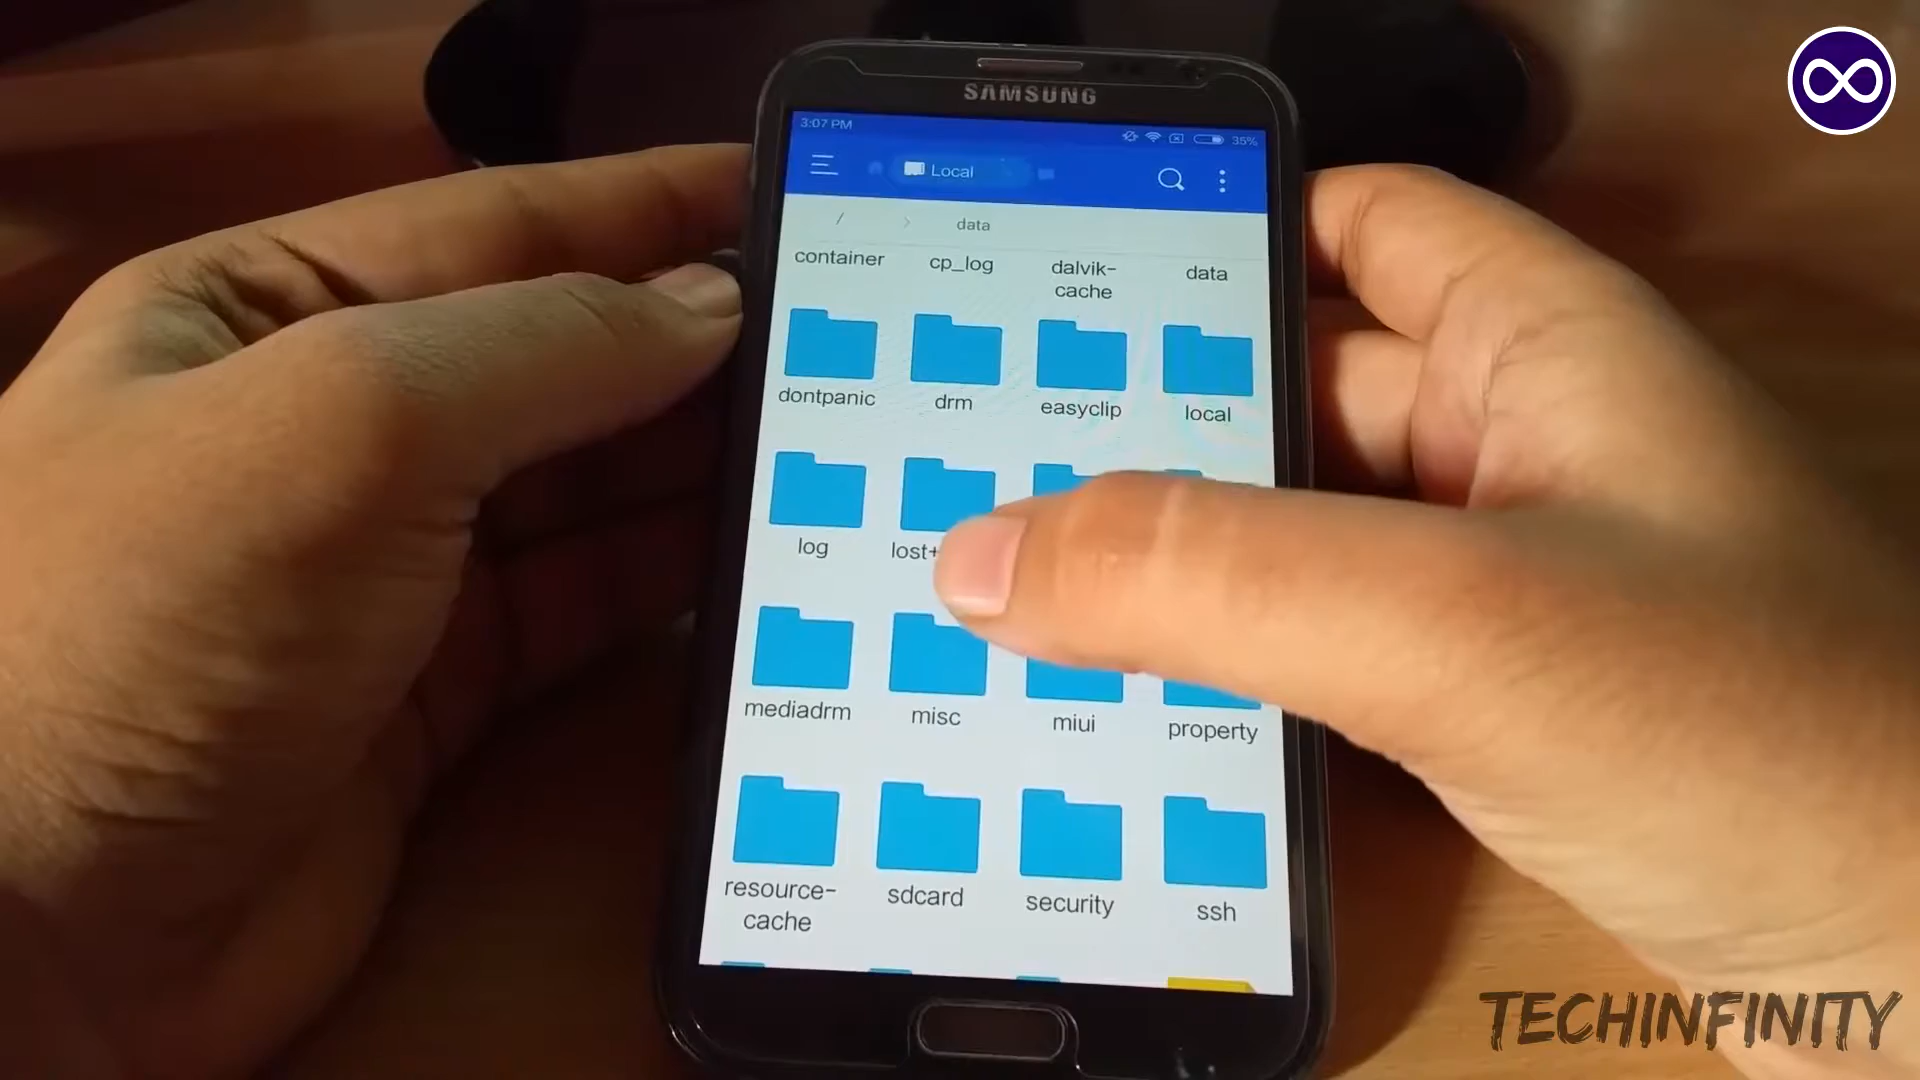 SAMSUNG
3:07 PM
35%
Local
/ > data
container cp_log dalvik-cache data
dontpanic drm easyclip local
log lost+
mediadrm misc miui property
resource-cache sdcard security ssh
TECHINFINITY